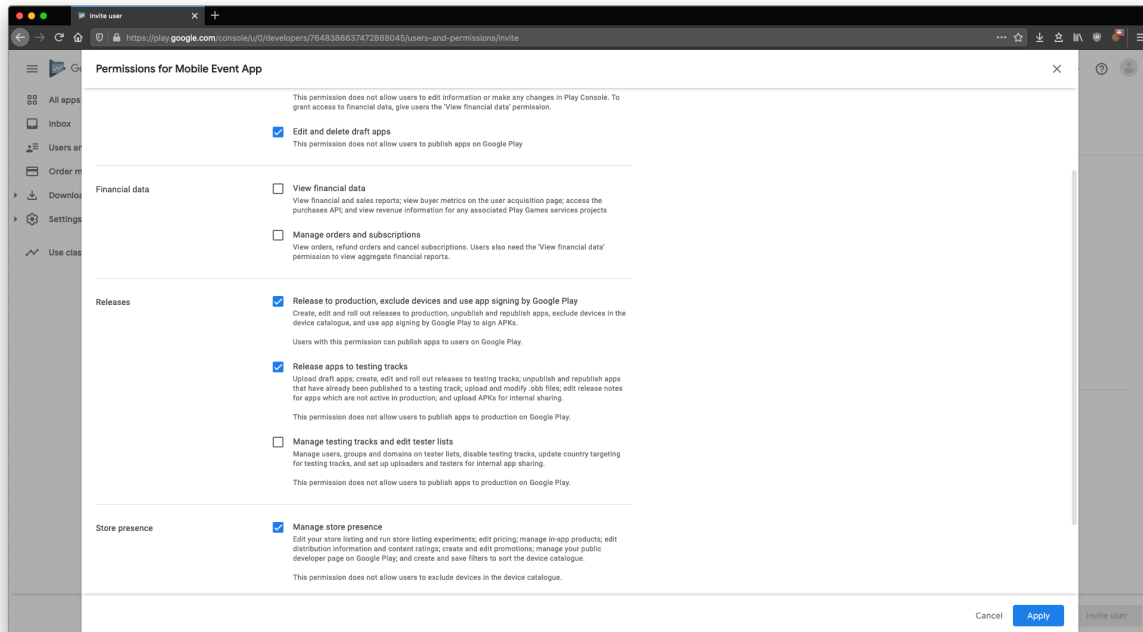 Invite user
https://play.google.com/console/u/0/developers/7648386637472888045/users-and-permissions/invite
Permissions for Mobile Event App
All apps
Inbox
Users an
Order m
Downloa
Settings
Use clas
This permission does not allow users to edit information or make any changes in Play Console. To
grant access to financial data, give users the 'View financial data' permission.
Edit and delete draft apps
This permission does not allow users to publish apps on Google Play
Financial data
View financial data
View financial and sales reports; view buyer metrics on the user acquisition page; access the
purchases API; and view revenue information for any associated Play Games services projects
Manage orders and subscriptions
View orders, refund orders and cancel subscriptions. Users also need the 'View financial data'
permission to view aggregate financial reports.
Releases
Release to production, exclude devices and use app signing by Google Play
Create, edit and roll out releases to production, unpublish and republish apps, exclude devices in the
device catalogue, and use app signing by Google Play to sign APKs.
Users with this permission can publish apps to users on Google Play.
Release apps to testing tracks
Upload draft apps; create, edit and roll out releases to testing tracks; unpublish and republish apps
that have already been published to a testing track; upload and modify .obb files; edit release notes
for apps which are not active in production; and upload APKs for internal sharing.
This permission does not allow users to publish apps to production on Google Play.
Manage testing tracks and edit tester lists
Manage users, groups and domains on tester lists, disable testing tracks, update country targeting
for testing tracks, and set up uploaders and testers for internal app sharing.
This permission does not allow users to publish apps to production on Google Play.
Store presence
Manage store presence
Edit your store listing and run store listing experiments; edit pricing; manage in-app products; edit
distribution information and content ratings; create and edit promotions; manage your public
developer page on Google Play; and create and save filters to sort the device catalogue.
This permission does not allow users to exclude devices in the device catalogue.
Cancel
Apply
Invite user